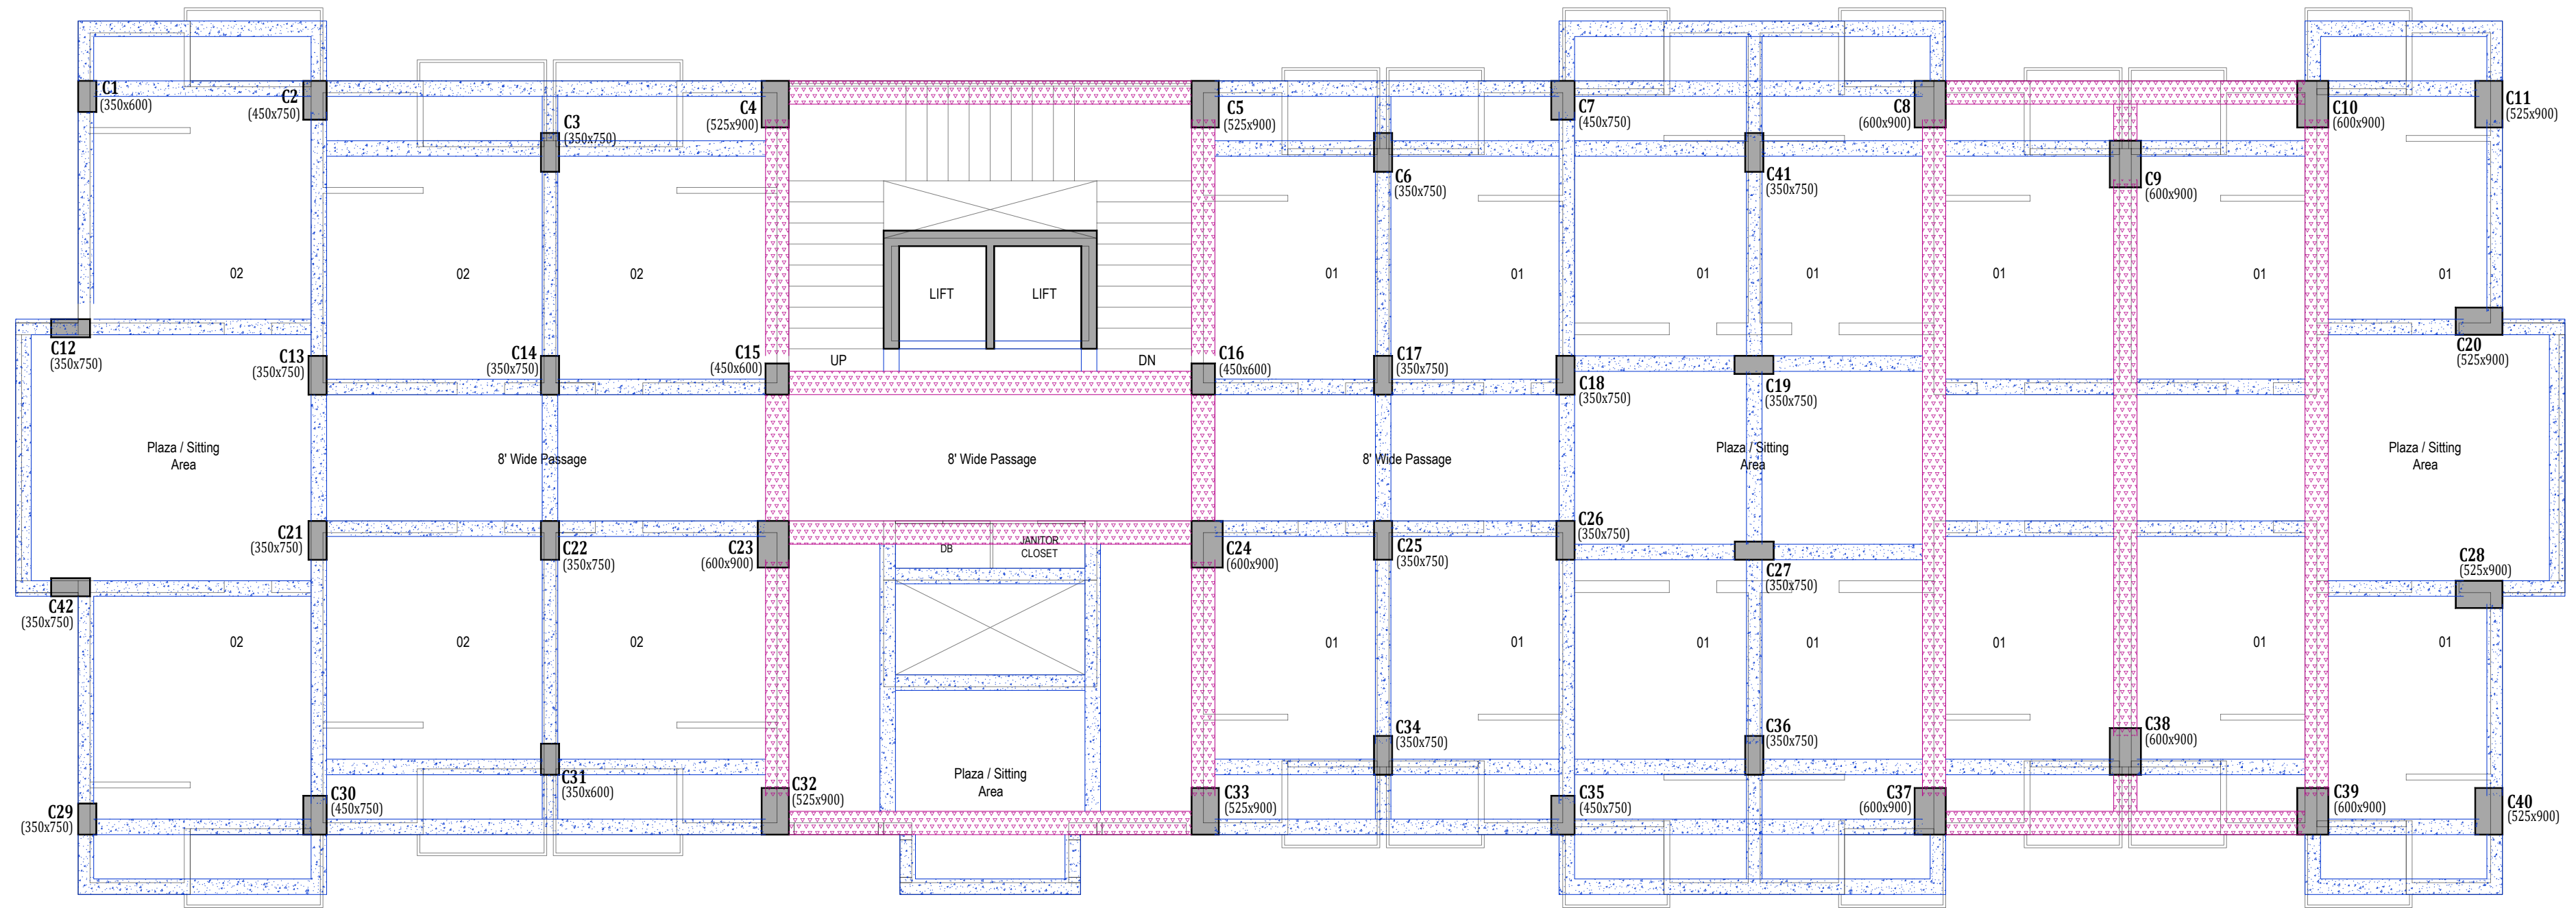 C1
(350x600)
C2
(450x750)
C3
(350x750)
C4
(525x900)
C5
(525x900)
C6
(350x750)
C7
(450x750)
C41
(350x750)
C8
(600x900)
C9
(600x900)
C10
(600x900)
C11
(525x900)
02
02
02
LIFT
LIFT
01
01
01
01
01
01
01
C12
(350x750)
C13
(350x750)
C14
(350x750)
C15
(450x600)
UP
DN
C16
(450x600)
C17
(350x750)
C18
(350x750)
C19
(350x750)
C20
(525x900)
Plaza / Sitting
Area
8' Wide Passage
8' Wide Passage
8' Wide Passage
Plaza / Sitting
Area
Plaza / Sitting
Area
C21
(350x750)
C22
(350x750)
C23
(600x900)
DB
JANITOR
CLOSET
C24
(600x900)
C25
(350x750)
C26
(350x750)
C27
(350x750)
C28
(525x900)
C42
(350x750)
02
02
02
01
01
01
01
01
01
01
C29
(350x750)
C30
(450x750)
C31
(350x600)
C32
(525x900)
Plaza / Sitting
Area
C33
(525x900)
C34
(350x750)
C35
(450x750)
C36
(350x750)
C37
(600x900)
C38
(600x900)
C39
(600x900)
C40
(525x900)